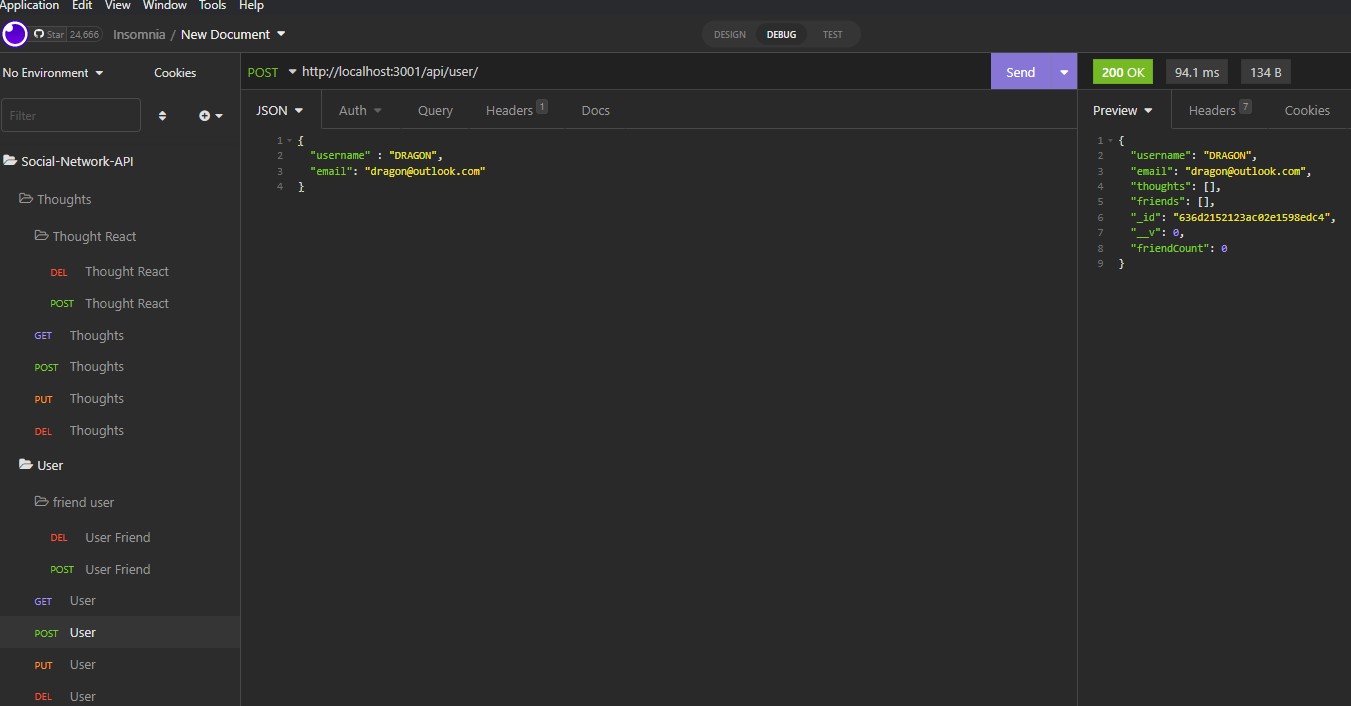 Application Edit View Window Tools Help
Star 24,666 Insomnia / New Document DESIGN DEBUG TEST
No Environment Cookies
POST http://localhost:3001/api/user/ Send 200 OK 94.1 ms 134 B
Filter
JSON Auth Query Headers 1 Docs
Preview Headers 7 Cookies
Social-Network-API
Thoughts
Thought React
DEL Thought React
POST Thought React
GET Thoughts
POST Thoughts
PUT Thoughts
DEL Thoughts
User
friend user
DEL User Friend
POST User Friend
GET User
POST User
PUT User
DEL User
1 {
2 "username" : "DRAGON",
3 "email": "dragon@outlook.com"
4 }
1 {
2 "username": "DRAGON",
3 "email": "dragon@outlook.com",
4 "thoughts": [],
5 "friends": [],
6 "_id": "636d2152123ac02e1598edc4",
7 "__v": 0,
8 "friendCount": 0
9 }